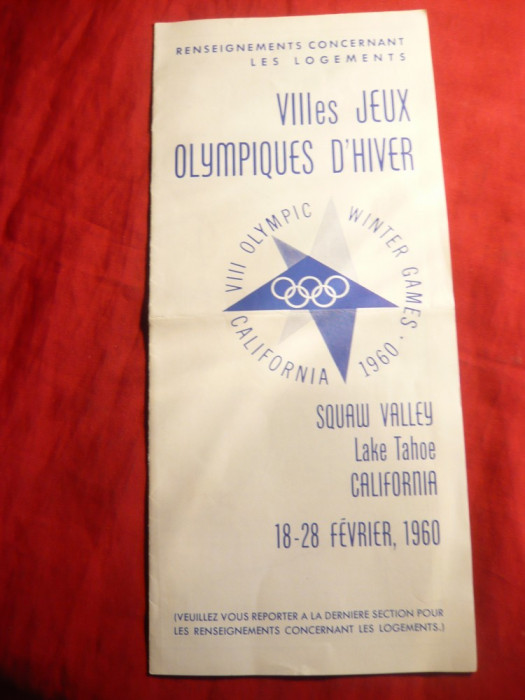 RENSEIGNEMENTS CONCERNANT
LES LOGEMENTS
VIIIes JEUX
OLYMPIQUES D'HIVER
VIII OLYMPIC WINTER GAMES.
CALIFORNIA 1960.
SQUAW VALLEY
Lake Tahoe
CALIFORNIA
18-28 FÉVRIER, 1960
(VEUILLEZ VOUS REPORTER A LA DERNIERE SECTION POUR
LES RENSEIGNEMENTS CONCERNANT LES LOGEMENTS.)